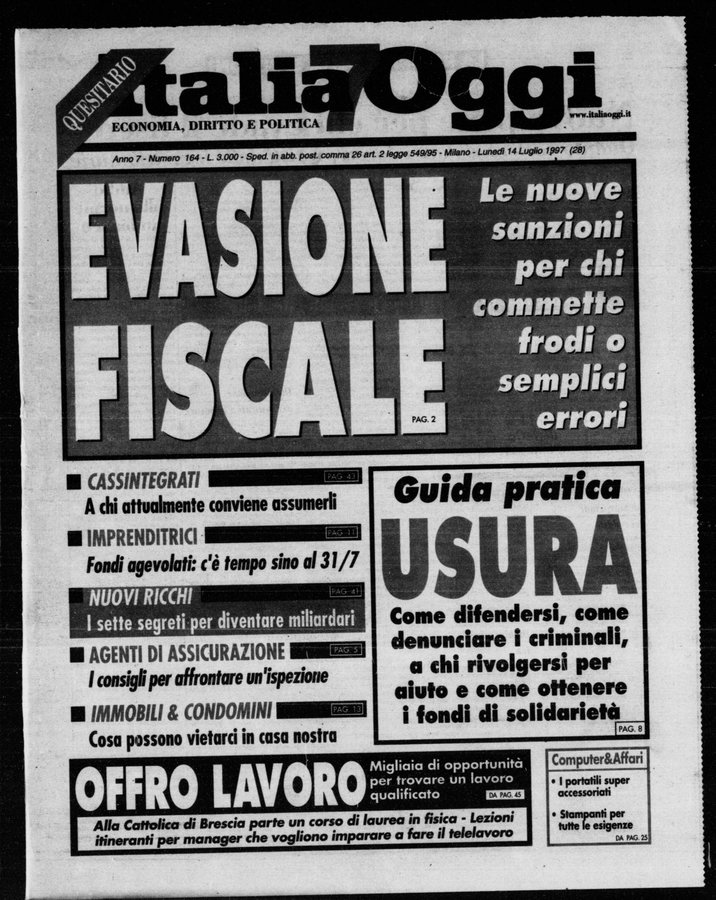 QUESITARIO
Italia7Oggi
ECONOMIA, DIRITTO E POLITICA
www.italiaoggi.it
Anno 7 - Numero 164 - L. 3.000 - Sped. in abb. post. comma 26 art. 2 legge 549/95 - Milano - Lunedì 14 Luglio 1997 (28)
EVASIONE
FISCALE
PAG. 2
Le nuove
sanzioni
per chi
commette
frodi o
semplici
errori
CASSINTEGRATI
PAG. 43
A chi attualmente conviene assumerli
IMPRENDITRICI
PAG. 11
Fondi agevolati: c'è tempo sino al 31/7
NUOVI RICCHI
PAG. 41
I sette segreti per diventare miliardari
AGENTI DI ASSICURAZIONE
PAG. 5
I consigli per affrontare un'ispezione
IMMOBILI & CONDOMINI
PAG. 13
Cosa possono vietarci in casa nostra
Guida pratica
USURA
Come difendersi, come
denunciare i criminali,
a chi rivolgersi per
aiuto e come ottenere
i fondi di solidarietà
PAG. 8
OFFRO LAVORO
Migliaia di opportunità
per trovare un lavoro
qualificato
DA PAG. 45
Alla Cattolica di Brescia parte un corso di laurea in fisica - Lezioni
itineranti per manager che vogliono imparare a fare il telelavoro
Computer&Affari
• I portatili super
accessoriati
• Stampanti per
tutte le esigenze
DA PAG. 25